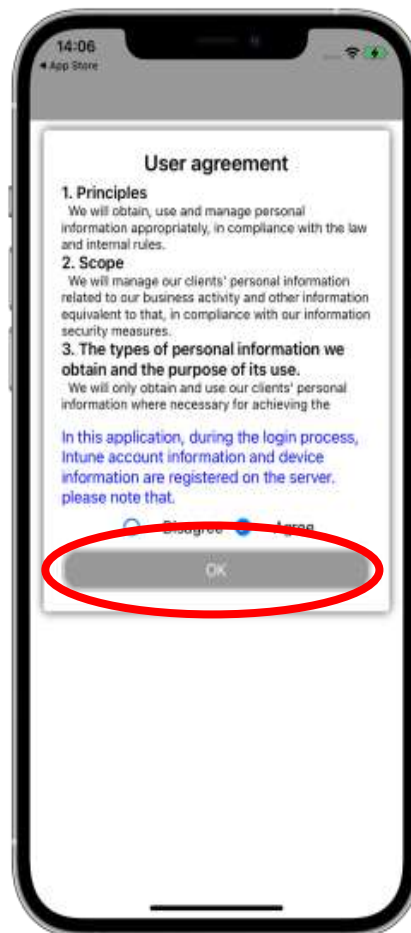 14:06
◀ App Store
User agreement
1. Principles
We will obtain, use and manage personal
information appropriately, in compliance with the law
and internal rules.
2. Scope
We will manage our clients' personal information
related to our business activity and other information
equivalent to that, in compliance with our information
security measures.
3. The types of personal information we
obtain and the purpose of its use.
We will only obtain and use our clients' personal
information where necessary for achieving the
In this application, during the login process,
Intune account information and device
information are registered on the server.
please note that.
Disagree Agree
OK